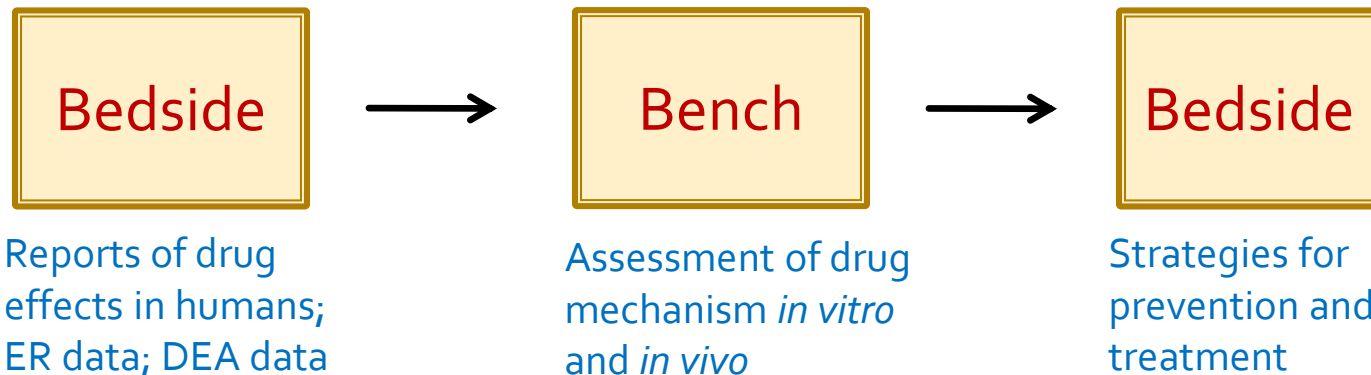 Bedside
Bench
Bedside
Reports of drug
effects in humans;
ER data; DEA data
Assessment of drug
mechanism in vitro
and in vivo
Strategies for
prevention and
treatment